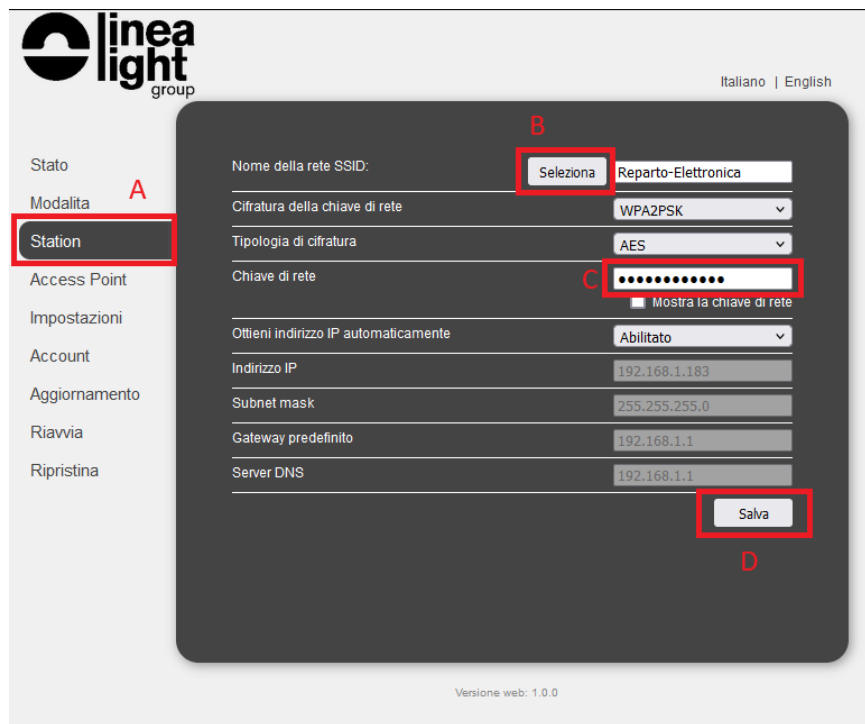 linea
light
group
Italiano | English
B
Nome della rete SSID: Seleziona Reparto-Elettronica
Stato
A
Modalita
Cifratura della chiave di rete WPA2PSK
Station
Tipologia di cifratura AES
Access Point
Chiave di rete C ●●●●●●●●●●●●
Mostra la chiave di rete
Impostazioni
Ottieni indirizzo IP automaticamente Abilitato
Account
Indirizzo IP 192.168.1.183
Aggiornamento
Subnet mask 255.255.255.0
Riavvia
Gateway predefinito 192.168.1.1
Ripristina
Server DNS 192.168.1.1
Salva
D
Versione web: 1.0.0